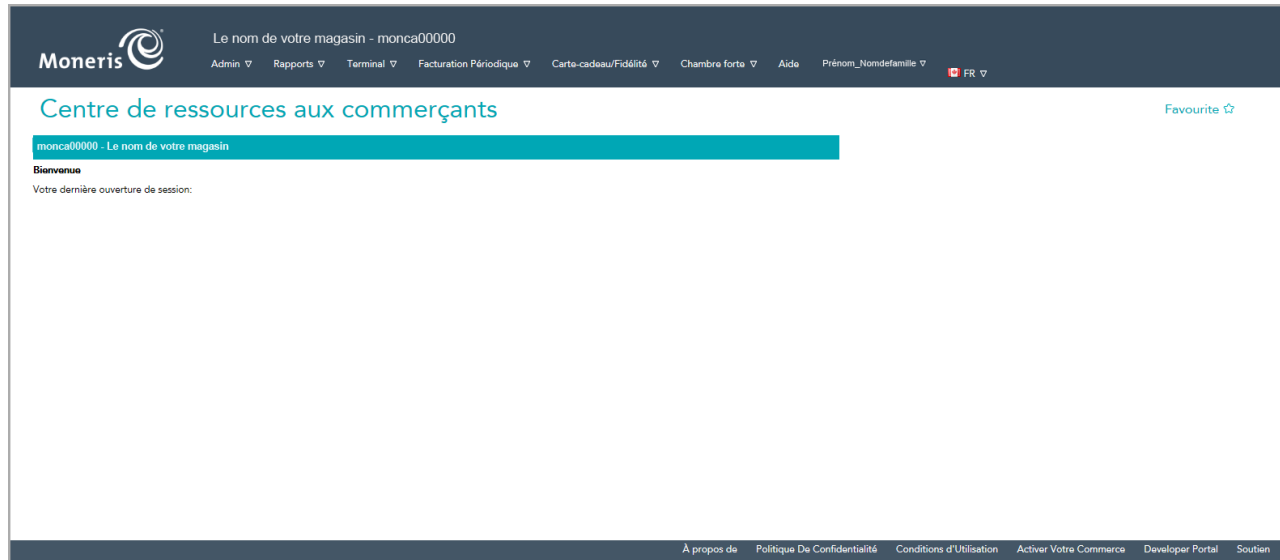 Moneris
Le nom de votre magasin - monca00000
Admin Rapports Terminal Facturation Périodique Carte-cadeau/Fidélité Chambre forte Aide Prénom_Nomdefamille FR
Centre de ressources aux commerçants
Favourite
monca00000 - Le nom de votre magasin
Bienvenue
Votre dernière ouverture de session:
À propos de Politique De Confidentialité Conditions d'Utilisation Activer Votre Commerce Developer Portal Soutien